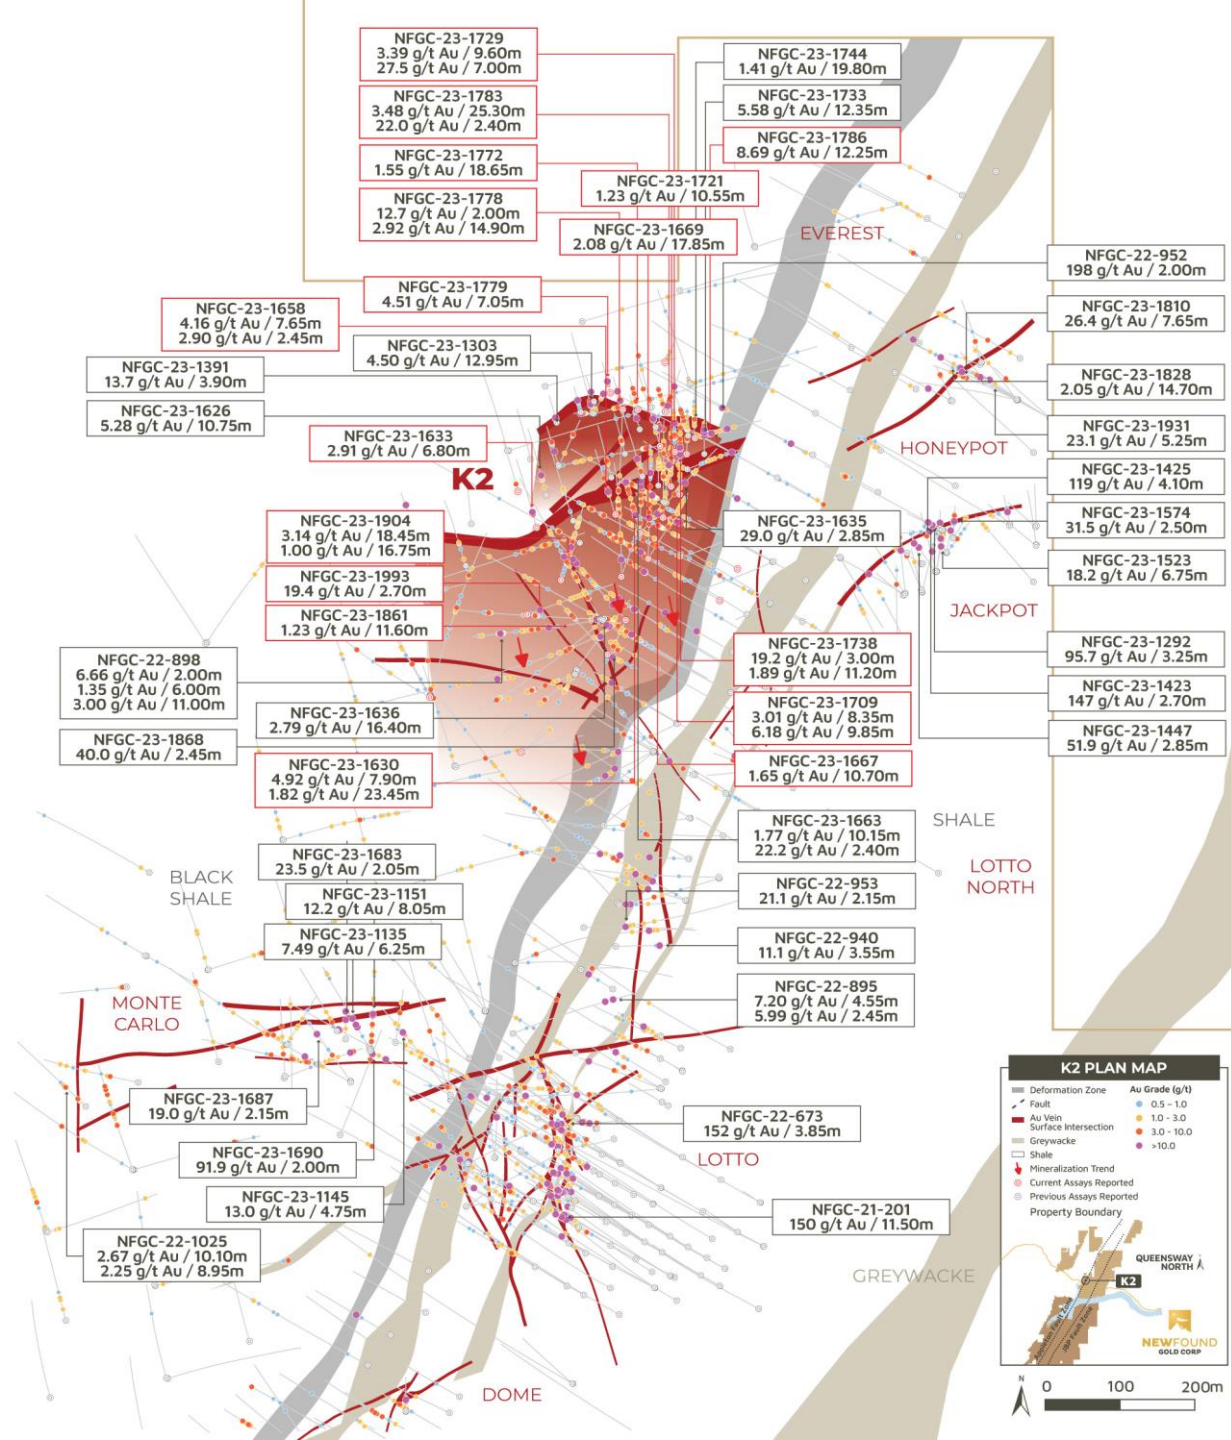 NFGC-23-1729
3.39 g/t Au / 9.60m
27.5 g/t Au / 7.00m
NFGC-23-1783
3.48 g/t Au / 25.30m
22.0 g/t Au / 2.40m
NFGC-23-1772
1.55 g/t Au / 18.65m
NFGC-23-1778
12.7 g/t Au / 2.00m
2.92 g/t Au / 14.90m
NFGC-23-1744
1.41 g/t Au / 19.80m
NFGC-23-1733
5.58 g/t Au / 12.35m
NFGC-23-1786
8.69 g/t Au / 12.25m
NFGC-23-1721
1.23 g/t Au / 10.55m
NFGC-23-1669
2.08 g/t Au / 17.85m
EVEREST
NFGC-22-952
198 g/t Au / 2.00m
NFGC-23-1779
4.51 g/t Au / 7.05m
NFGC-23-1658
4.16 g/t Au / 7.65m
2.90 g/t Au / 2.45m
NFGC-23-1810
26.4 g/t Au / 7.65m
NFGC-23-1303
4.50 g/t Au / 12.95m
NFGC-23-1391
13.7 g/t Au / 3.90m
NFGC-23-1828
2.05 g/t Au / 14.70m
NFGC-23-1626
5.28 g/t Au / 10.75m
NFGC-23-1931
23.1 g/t Au / 5.25m
NFGC-23-1633
2.91 g/t Au / 6.80m
HONEYPOT
K2
NFGC-23-1425
119 g/t Au / 4.10m
NFGC-23-1904
3.14 g/t Au / 18.45m
1.00 g/t Au / 16.75m
NFGC-23-1635
29.0 g/t Au / 2.85m
NFGC-23-1574
31.5 g/t Au / 2.50m
NFGC-23-1523
18.2 g/t Au / 6.75m
NFGC-23-1993
19.4 g/t Au / 2.70m
NFGC-23-1861
1.23 g/t Au / 11.60m
JACKPOT
NFGC-23-1738
19.2 g/t Au / 3.00m
1.89 g/t Au / 11.20m
NFGC-23-1292
95.7 g/t Au / 3.25m
NFGC-22-898
6.66 g/t Au / 2.00m
1.35 g/t Au / 6.00m
3.00 g/t Au / 11.00m
NFGC-23-1423
147 g/t Au / 2.70m
NFGC-23-1709
3.01 g/t Au / 8.35m
6.18 g/t Au / 9.85m
NFGC-23-1636
2.79 g/t Au / 16.40m
NFGC-23-1447
51.9 g/t Au / 2.85m
NFGC-23-1868
40.0 g/t Au / 2.45m
NFGC-23-1630
4.92 g/t Au / 7.90m
1.82 g/t Au / 23.45m
NFGC-23-1667
1.65 g/t Au / 10.70m
NFGC-23-1663
1.77 g/t Au / 10.15m
22.2 g/t Au / 2.40m
SHALE
NFGC-23-1683
23.5 g/t Au / 2.05m
BLACK
SHALE
LOTTO
NORTH
NFGC-23-1151
12.2 g/t Au / 8.05m
NFGC-22-953
21.1 g/t Au / 2.15m
NFGC-23-1135
7.49 g/t Au / 6.25m
NFGC-22-940
11.1 g/t Au / 3.55m
NFGC-22-895
7.20 g/t Au / 4.55m
5.99 g/t Au / 2.45m
MONTE
CARLO
NFGC-23-1687
19.0 g/t Au / 2.15m
NFGC-22-673
152 g/t Au / 3.85m
NFGC-23-1690
91.9 g/t Au / 2.00m
LOTTO
NFGC-23-1145
13.0 g/t Au / 4.75m
NFGC-21-201
150 g/t Au / 11.50m
NFGC-22-1025
2.67 g/t Au / 10.10m
2.25 g/t Au / 8.95m
GREYWACKE
DOME
K2 PLAN MAP
Deformation Zone
Fault
Au Vein
Surface Intersection
Greywacke
Shale
Mineralization Trend
Current Assays Reported
Previous Assays Reported
Property Boundary
Au Grade (g/t)
0.5 - 1.0
1.0 - 3.0
3.0 - 10.0
>10.0
QUEENSWAY
NORTH
K2
Appleton Fault Zone
JBP Fault Zone
NEWFOUND
GOLD CORP
N
0 100 200m